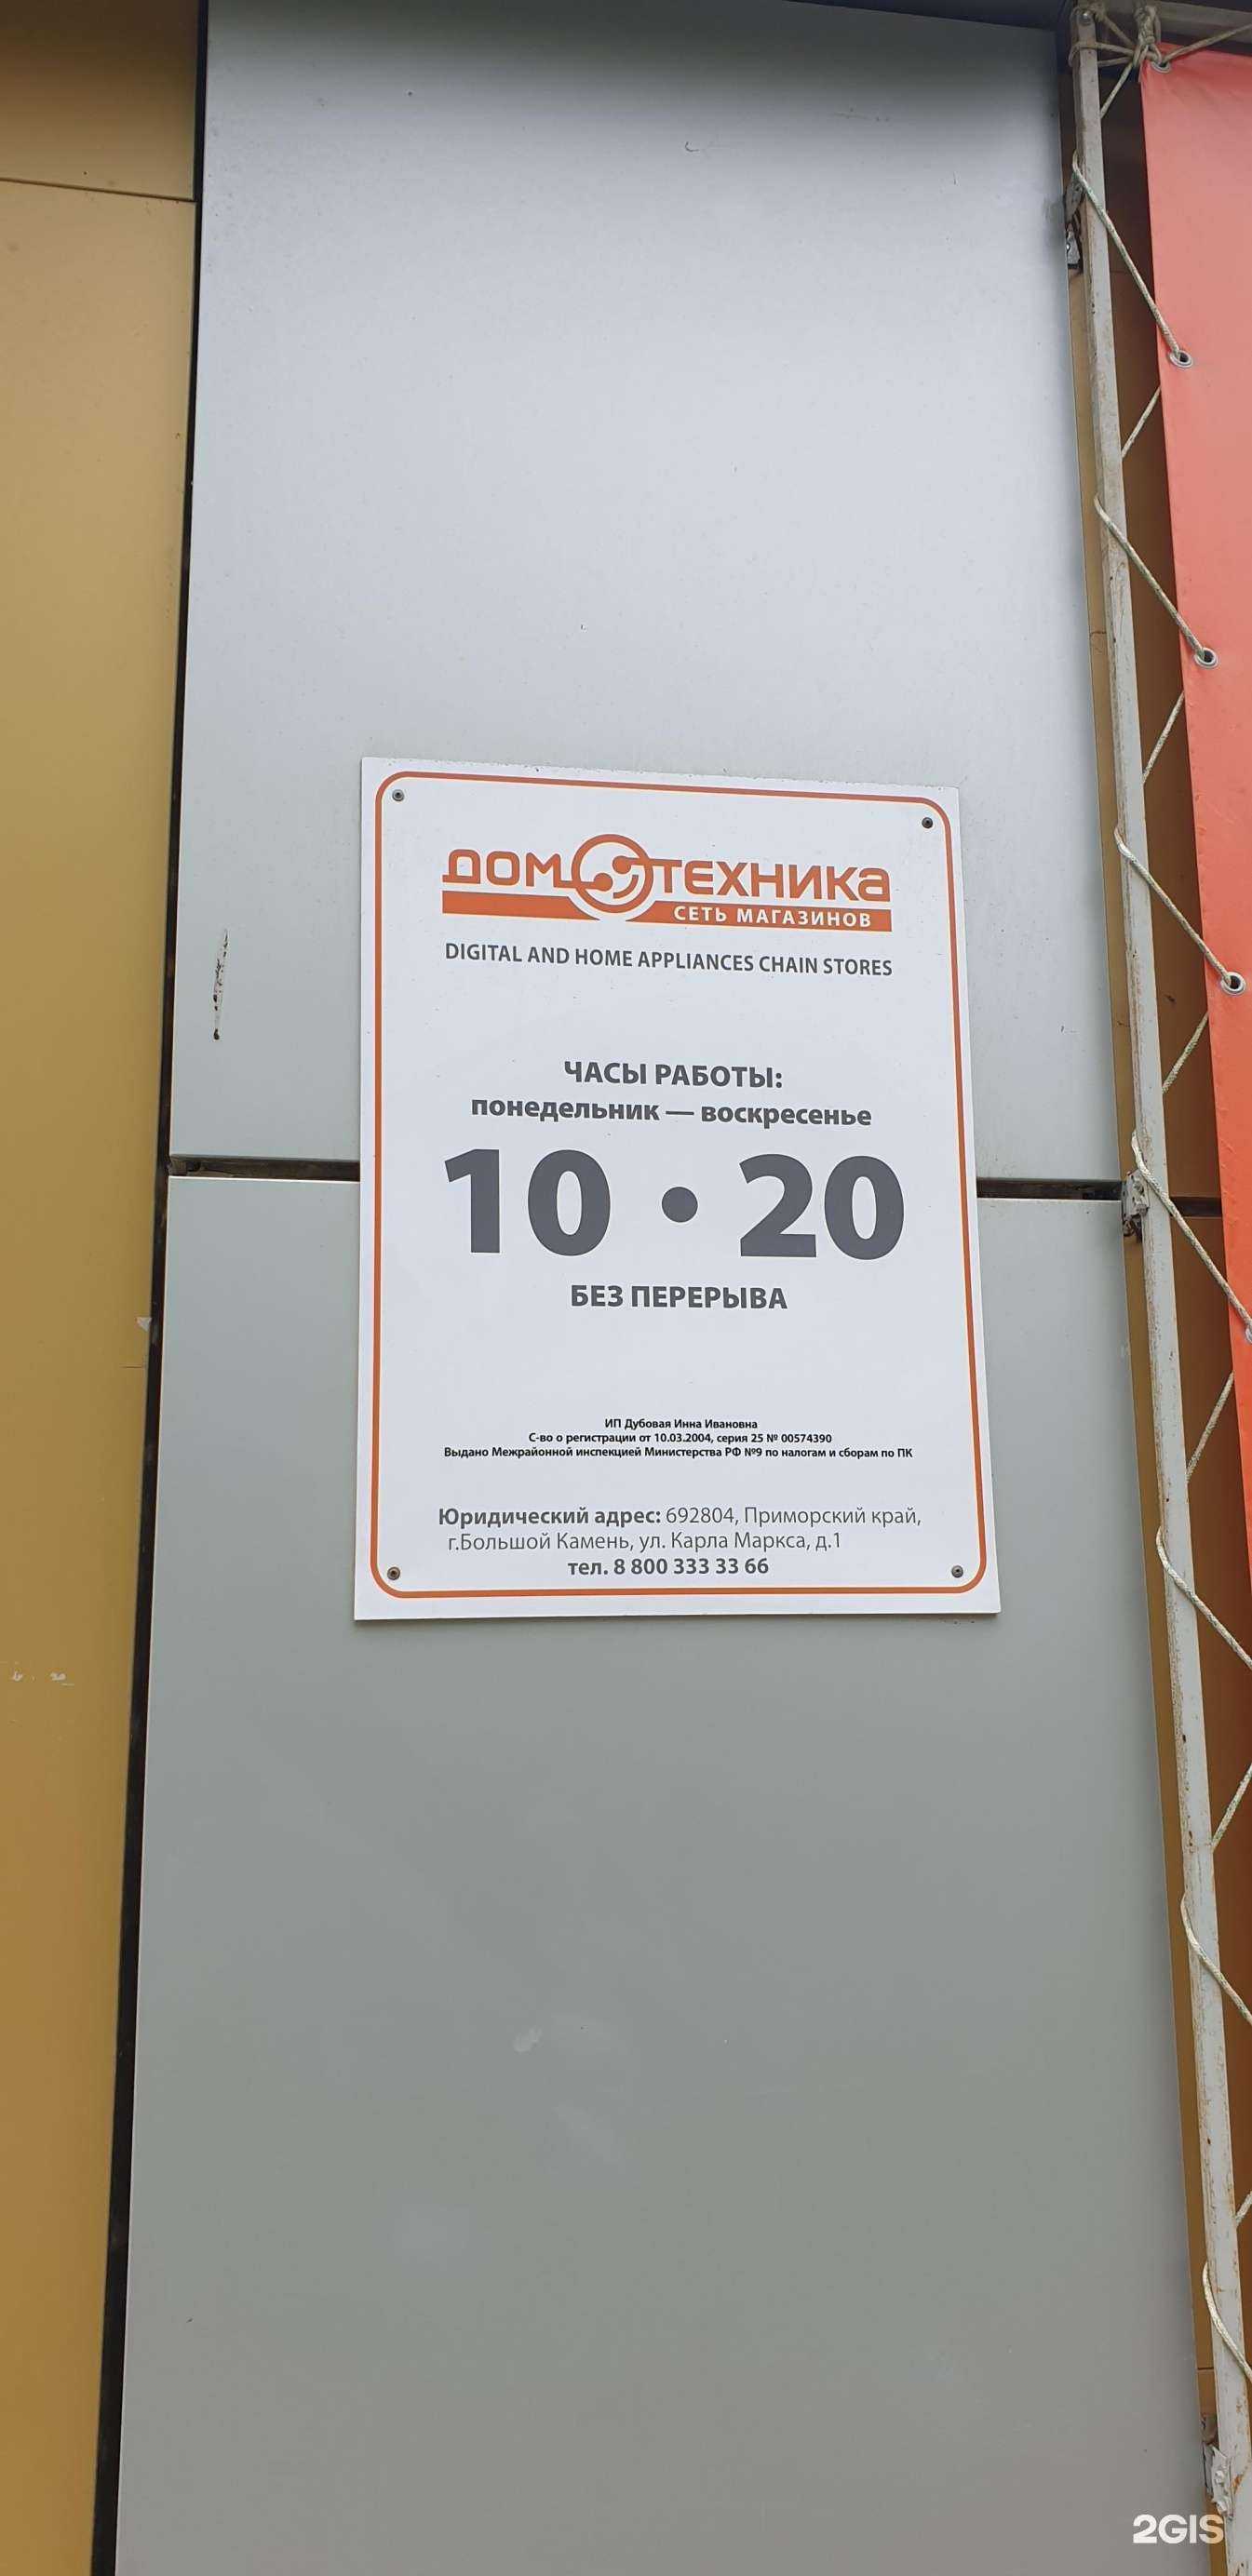 ДОМОТЕХНИКА
СЕТЬ МАГАЗИНОВ
DIGITAL AND HOME APPLIANCES CHAIN STORES
ЧАСЫ РАБОТЫ:
понедельник — воскресенье
10 • 20
БЕЗ ПЕРЕРЫВА
ИП Дубовая Инна Ивановна
С-во о регистрации от 10.03.2004, серия 25 № 00574390
Выдано Межрайонной инспекцией Министерства РФ №9 по налогам и сборам по ПК
Юридический адрес: 692804, Приморский край,
г.Большой Камень, ул. Карла Маркса, д.1
тел. 8 800 333 33 66
2GIS